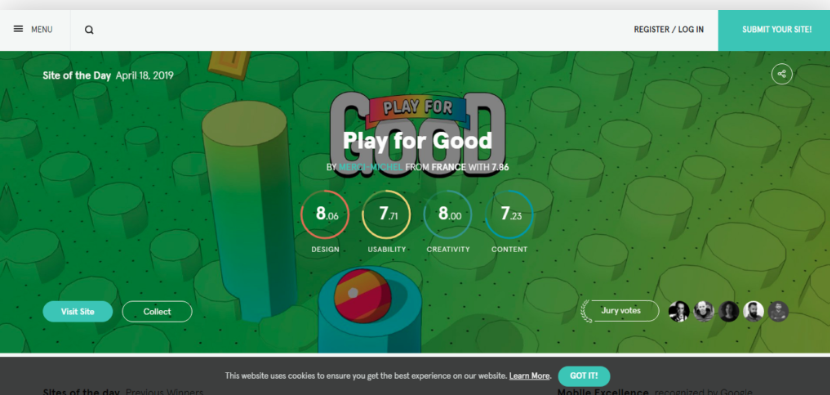 MENU
REGISTER / LOG IN
SUBMIT YOUR SITE!
Site of the Day April 18, 2019
PLAY FOR
GOOD
Play for Good
BY MERCI-MICHEL FROM FRANCE WITH 7.86
8.06
7.71
8.00
7.23
DESIGN
USABILITY
CREATIVITY
CONTENT
Visit Site
Collect
Jury votes
This website uses cookies to ensure you get the best experience on our website. Learn More.
GOT IT!
Sites of the day Previous Winners
Mobile Excellence recognized by Google